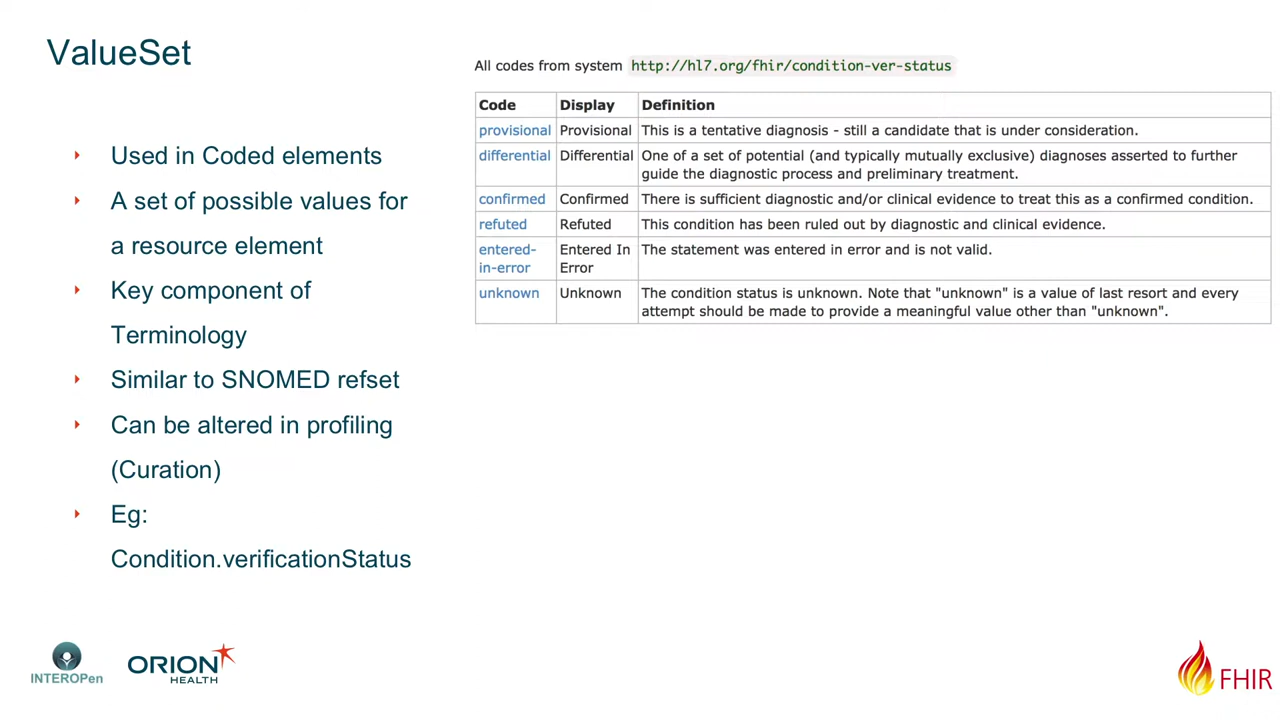 ValueSet
Used in Coded elements
A set of possible values for
a resource element
Key component of
Terminology
Similar to SNOMED refset
Can be altered in profiling
(Curation)
Eg:
Condition.verificationStatus
All codes from system http://hl7.org/fhir/condition-ver-status
Code Display Definition
provisional Provisional This is a tentative diagnosis - still a candidate that is under consideration.
differential Differential One of a set of potential (and typically mutually exclusive) diagnoses asserted to further
guide the diagnostic process and preliminary treatment.
confirmed Confirmed There is sufficient diagnostic and/or clinical evidence to treat this as a confirmed condition.
refuted Refuted This condition has been ruled out by diagnostic and clinical evidence.
entered- Entered In The statement was entered in error and is not valid.
in-error Error
unknown Unknown The condition status is unknown. Note that "unknown" is a value of last resort and every
attempt should be made to provide a meaningful value other than "unknown".
INTEROPen
ORION
HEALTH
FHIR